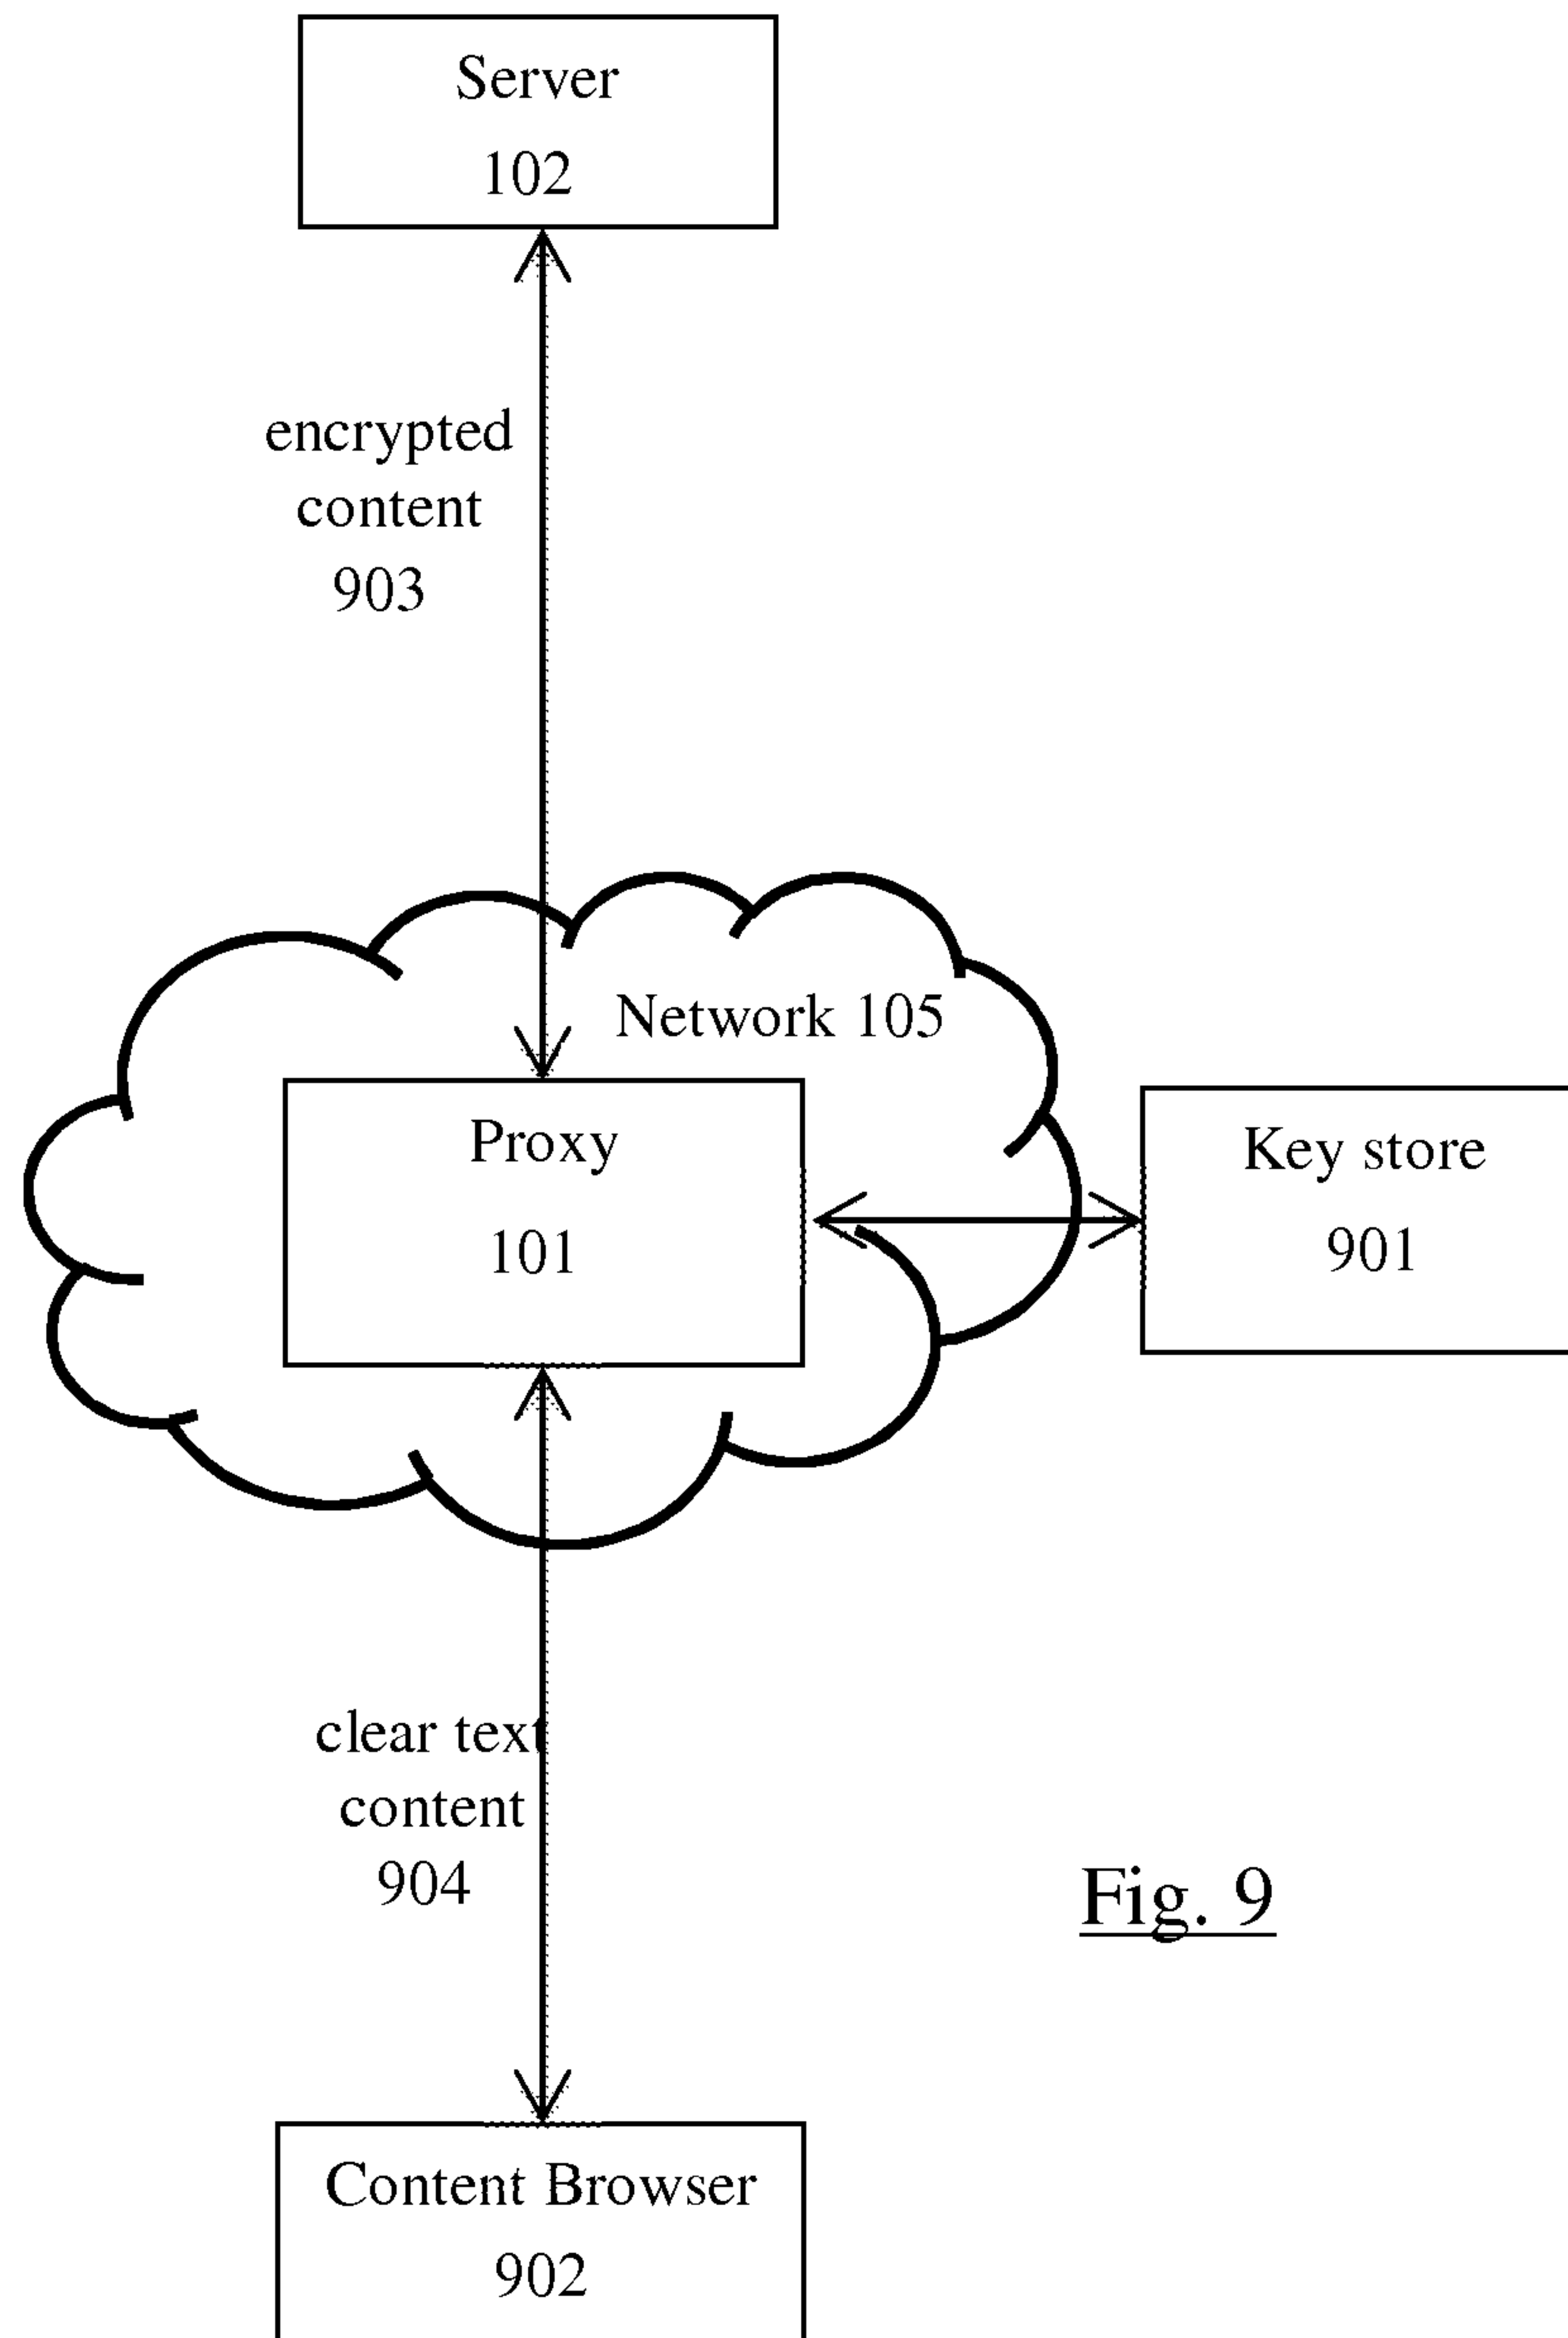 Server
102
encrypted
content
903
Network 105
Proxy
101
Key store
901
clear text
content
904
Fig. 9
Content Browser
902